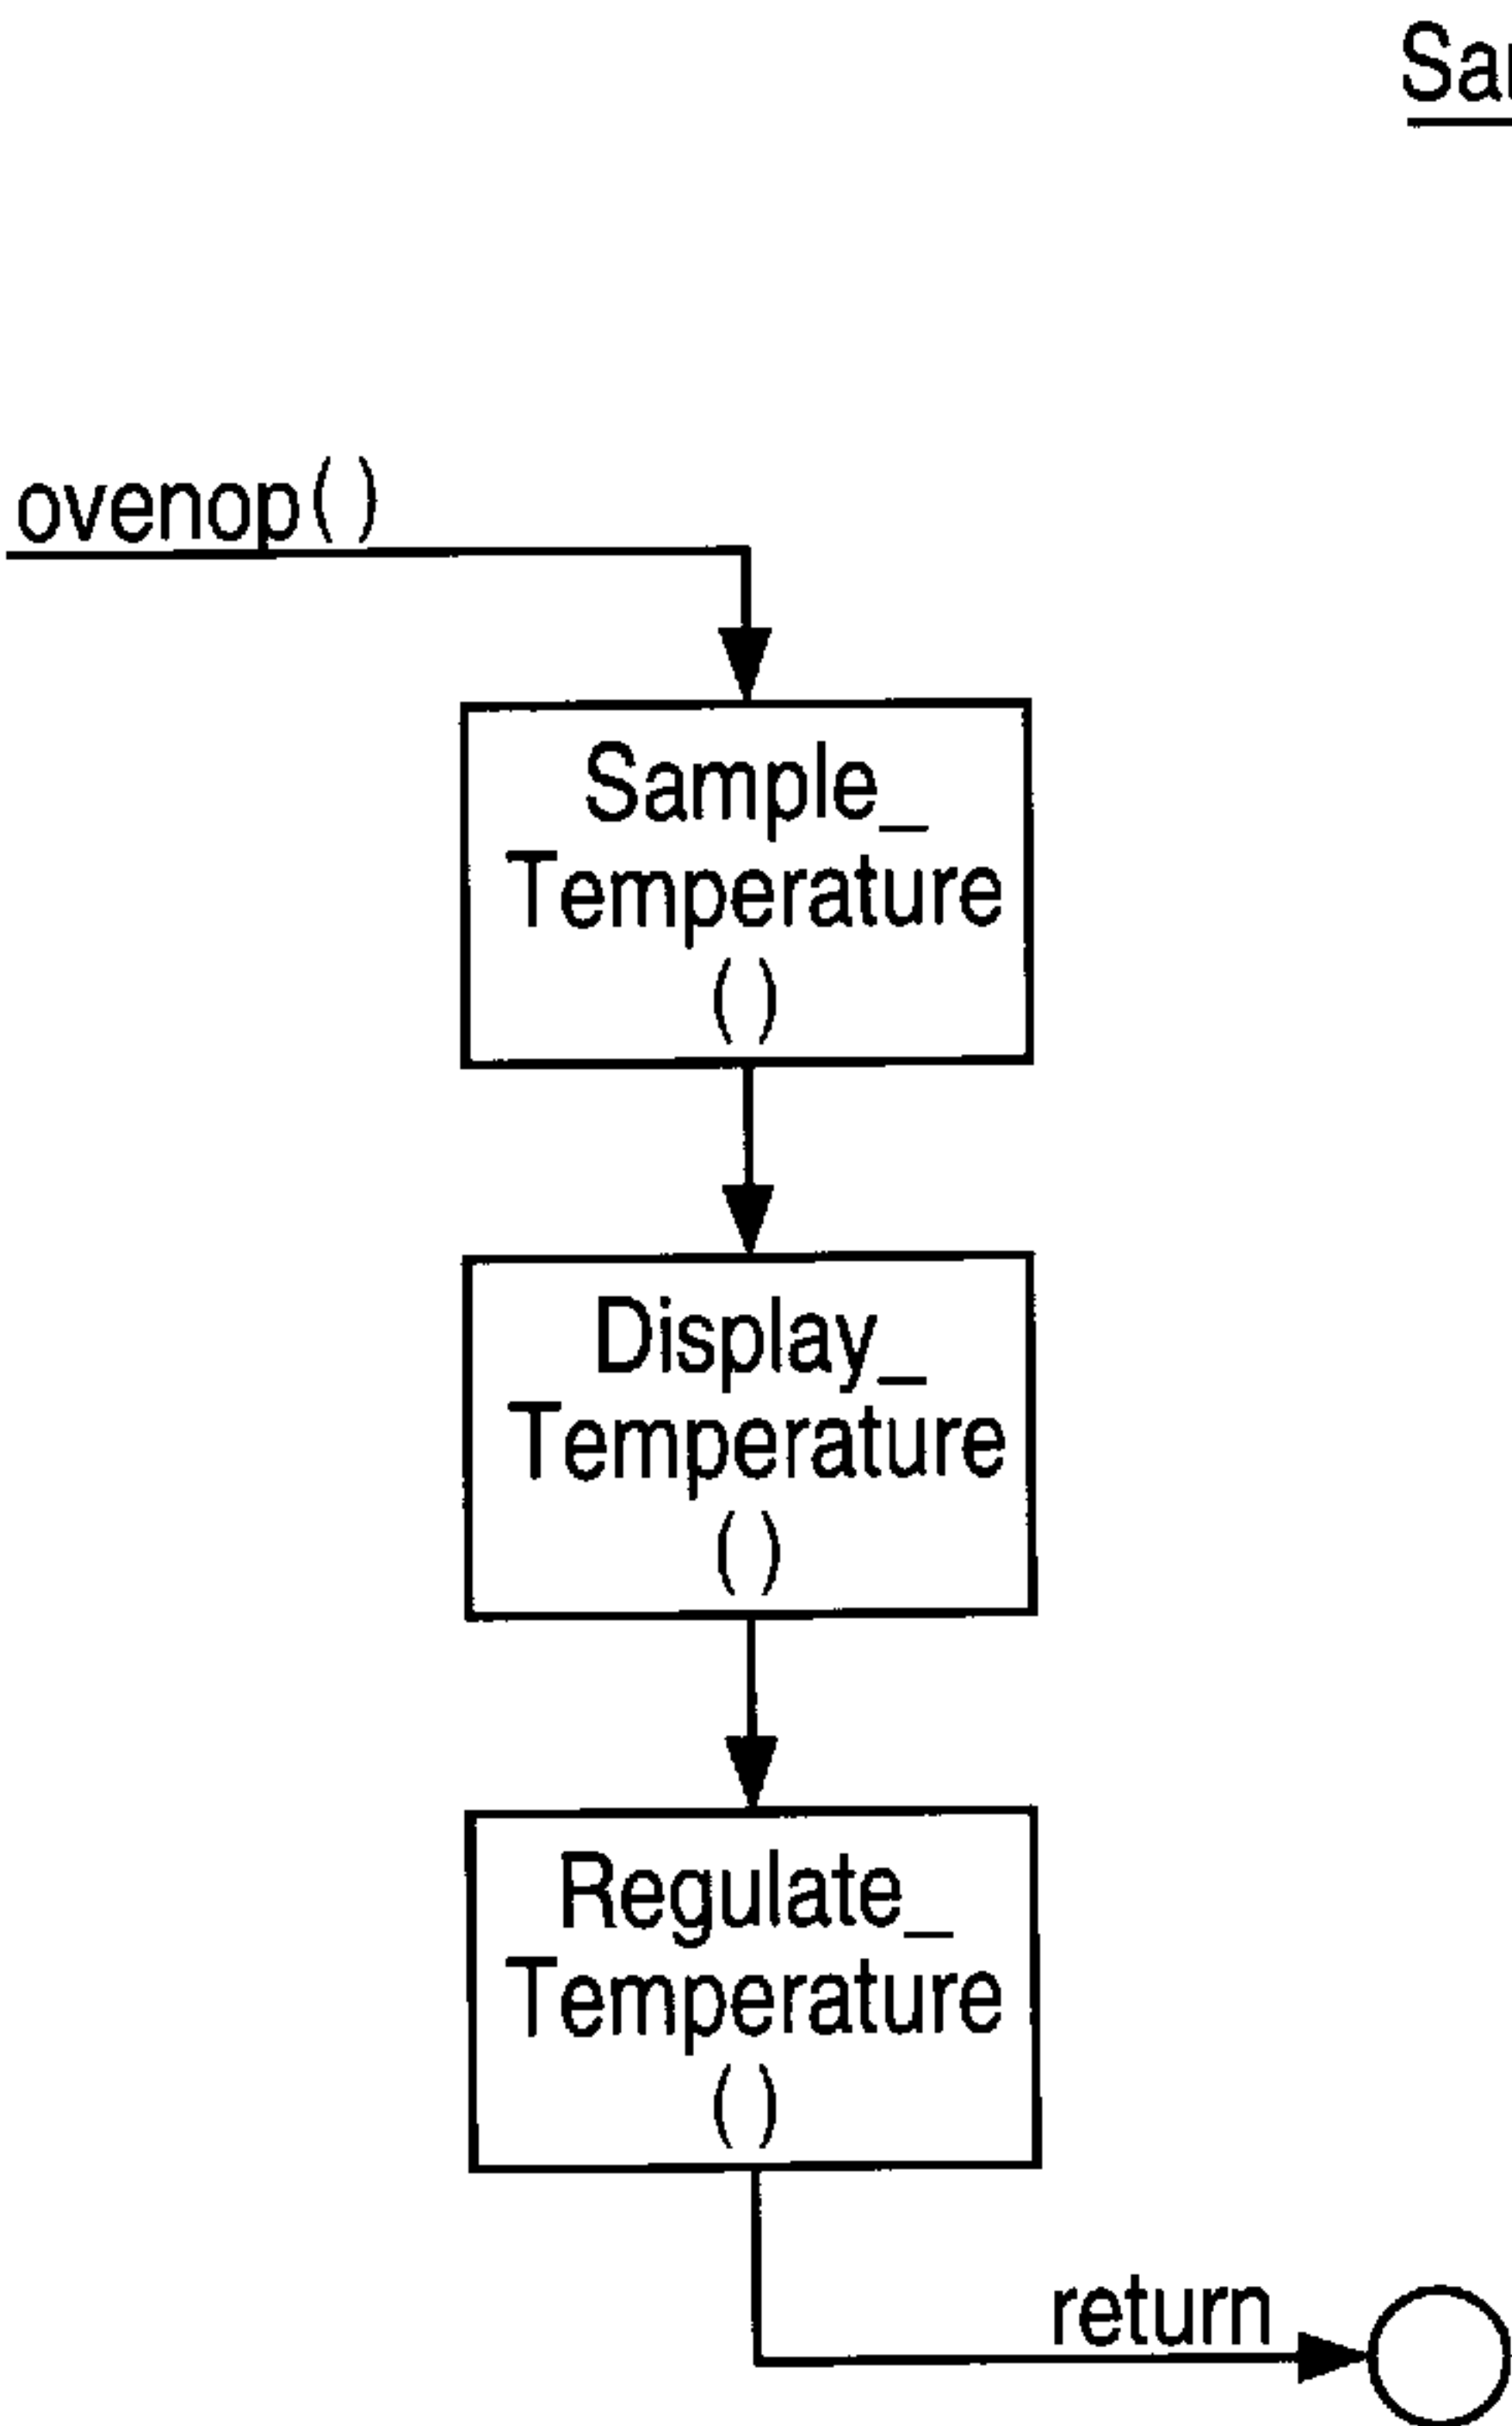 ovenop( )
Sample_
Temperature
( )
Display_
Temperature
( )
Regulate_
Temperature
( )
return